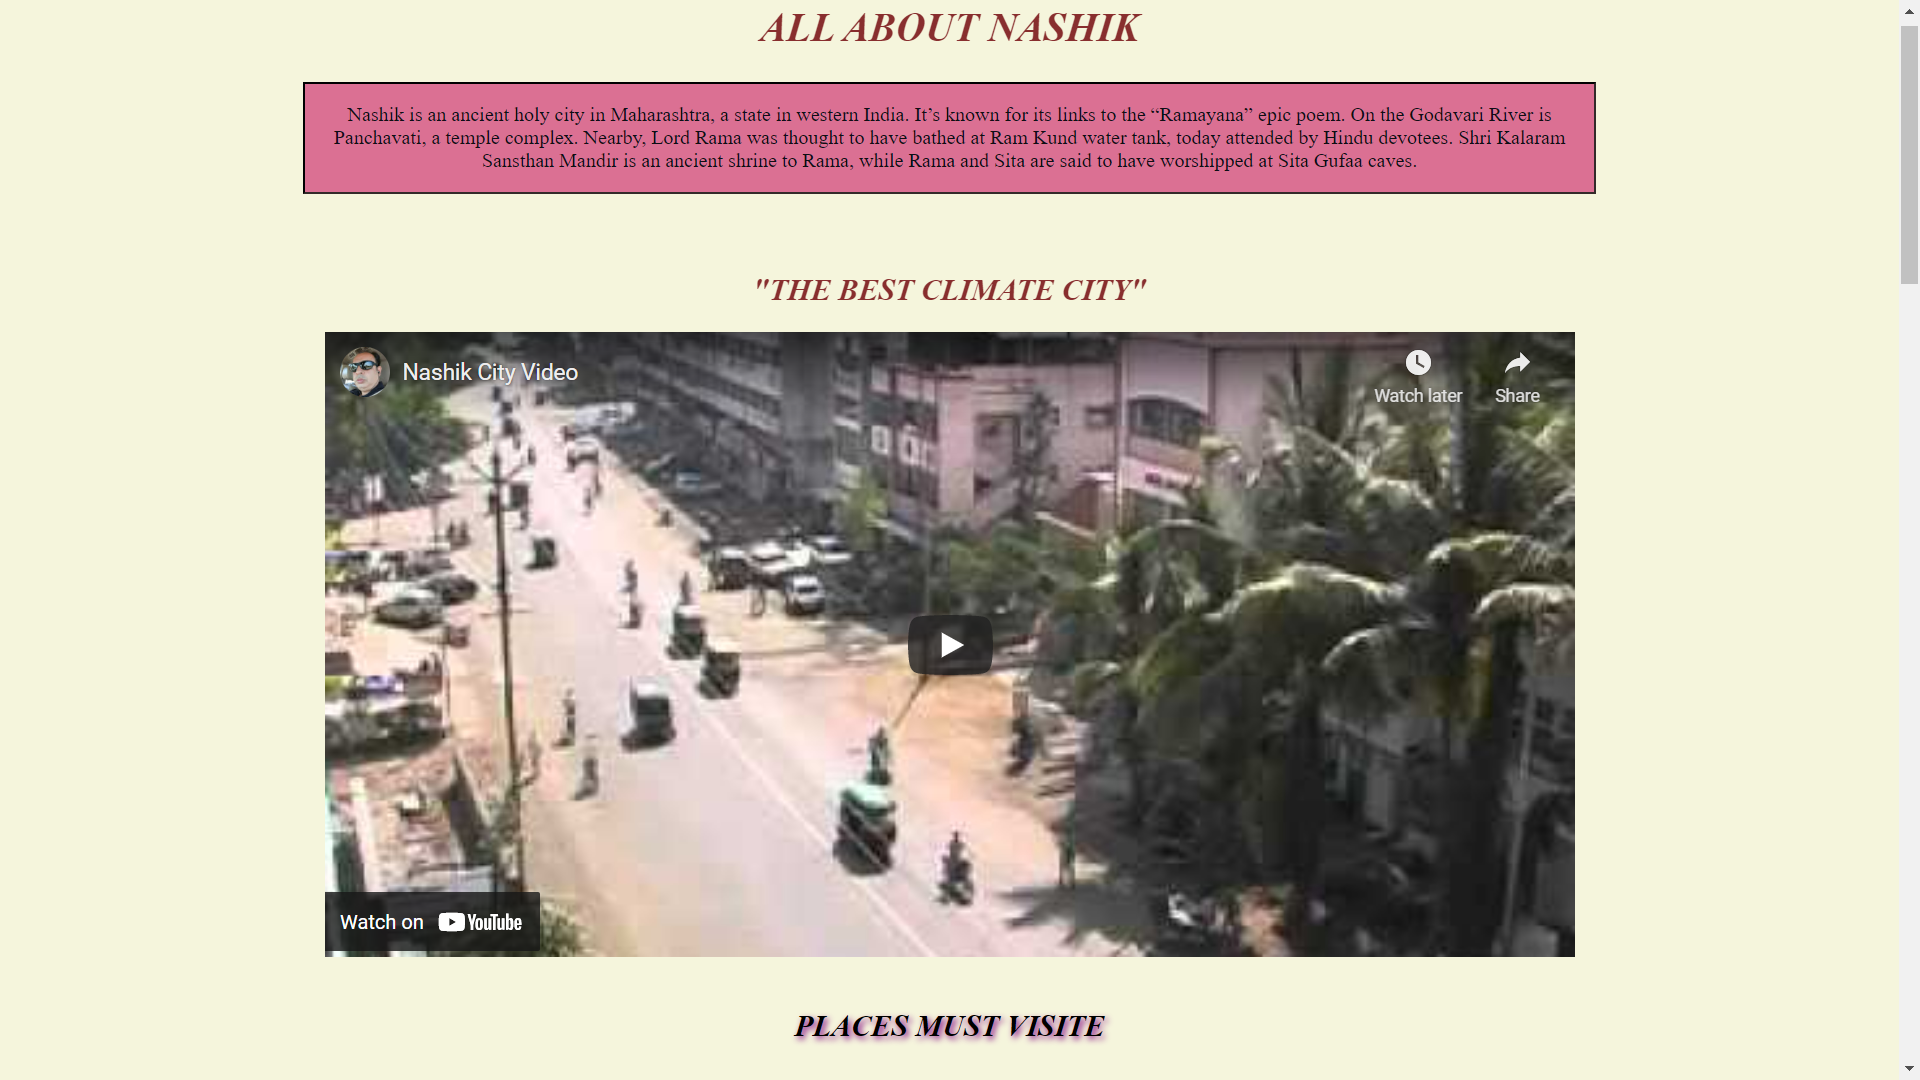 ALL ABOUT NASHIK
Nashik is an ancient holy city in Maharashtra, a state in western India. It’s known for its links to the “Ramayana” epic poem. On the Godavari River is
Panchavati, a temple complex. Nearby, Lord Rama was thought to have bathed at Ram Kund water tank, today attended by Hindu devotees. Shri Kalaram
Sansthan Mandir is an ancient shrine to Rama, while Rama and Sita are said to have worshipped at Sita Gufaa caves.
"THE BEST CLIMATE CITY"
Nashik City Video
Watch later
Share
Watch on YouTube
PLACES MUST VISITE